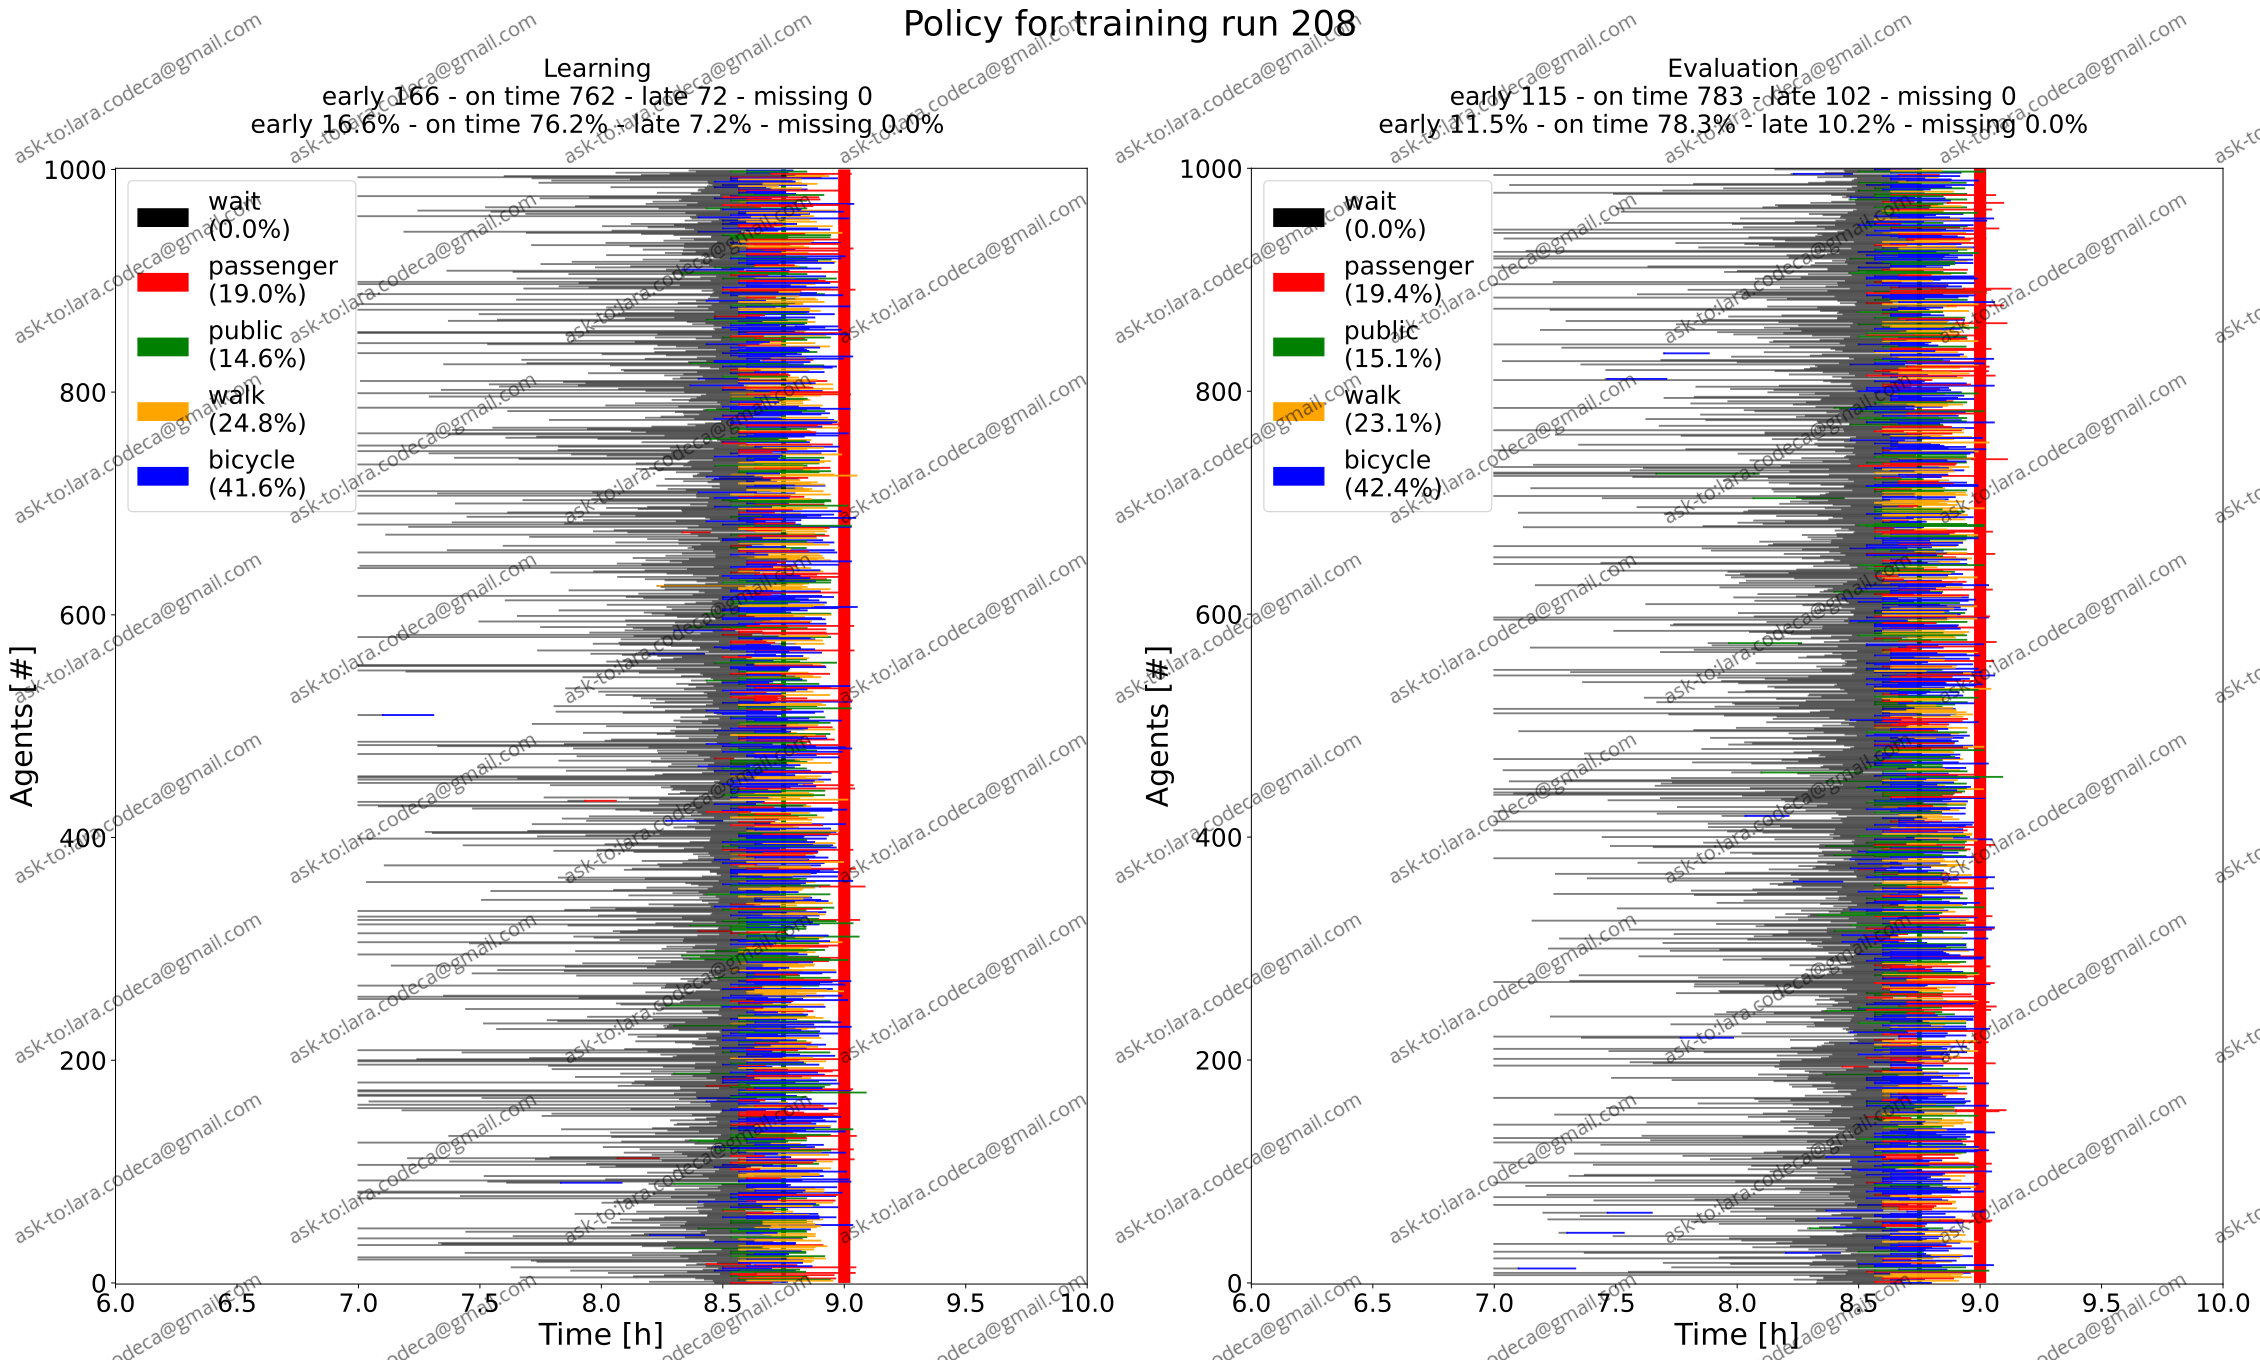 Policy for training run 208
Learning
early 166 - on time 762 - late 72 - missing 0
early 16.6% - on time 76.2% - late 7.2% - missing 0.0%
1000
800
600
400
200
0
Agents [#]
wait
(0.0%)
passenger
(19.0%)
public
(14.6%)
walk
(24.8%)
bicycle
(41.6%)
6.0 6.5 7.0 7.5 8.0 8.5 9.0 9.5 10.0
Time [h]
Evaluation
early 115 - on time 783 - late 102 - missing 0
early 11.5% - on time 78.3% - late 10.2% - missing 0.0%
1000
800
600
400
200
0
Agents [#]
wait
(0.0%)
passenger
(19.4%)
public
(15.1%)
walk
(23.1%)
bicycle
(42.4%)
6.0 6.5 7.0 7.5 8.0 8.5 9.0 9.5 10.0
Time [h]
ask-to:lara.codeca@gmail.com